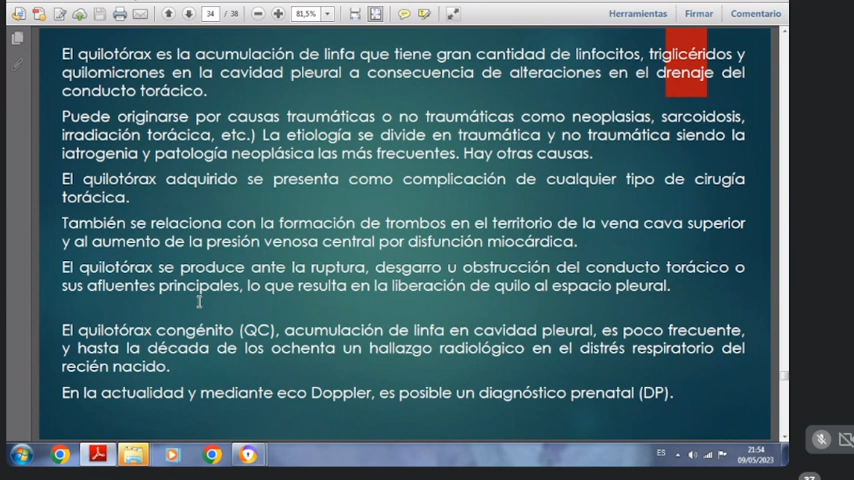 34 / 38
81,5%
Herramientas Firmar Comentario
El quilotórax es la acumulación de linfa que tiene gran cantidad de linfocitos, triglicéridos y
quilomicrones en la cavidad pleural a consecuencia de alteraciones en el drenaje del
conducto torácico.
Puede originarse por causas traumáticas o no traumáticas como neoplasias, sarcoidosis,
irradiación torácica, etc.) La etiología se divide en traumática y no traumática siendo la
iatrogenia y patología neoplásica las más frecuentes. Hay otras causas.
El quilotórax adquirido se presenta como complicación de cualquier tipo de cirugía
torácica.
También se relaciona con la formación de trombos en el territorio de la vena cava superior
y al aumento de la presión venosa central por disfunción miocárdica.
El quilotórax se produce ante la ruptura, desgarro u obstrucción del conducto torácico o
sus afluentes principales, lo que resulta en la liberación de quilo al espacio pleural.
El quilotórax congénito (QC), acumulación de linfa en cavidad pleural, es poco frecuente,
y hasta la década de los ochenta un hallazgo radiológico en el distrés respiratorio del
recién nacido.
En la actualidad y mediante eco Doppler, es posible un diagnóstico prenatal (DP).
ES
21:54
09/05/2023